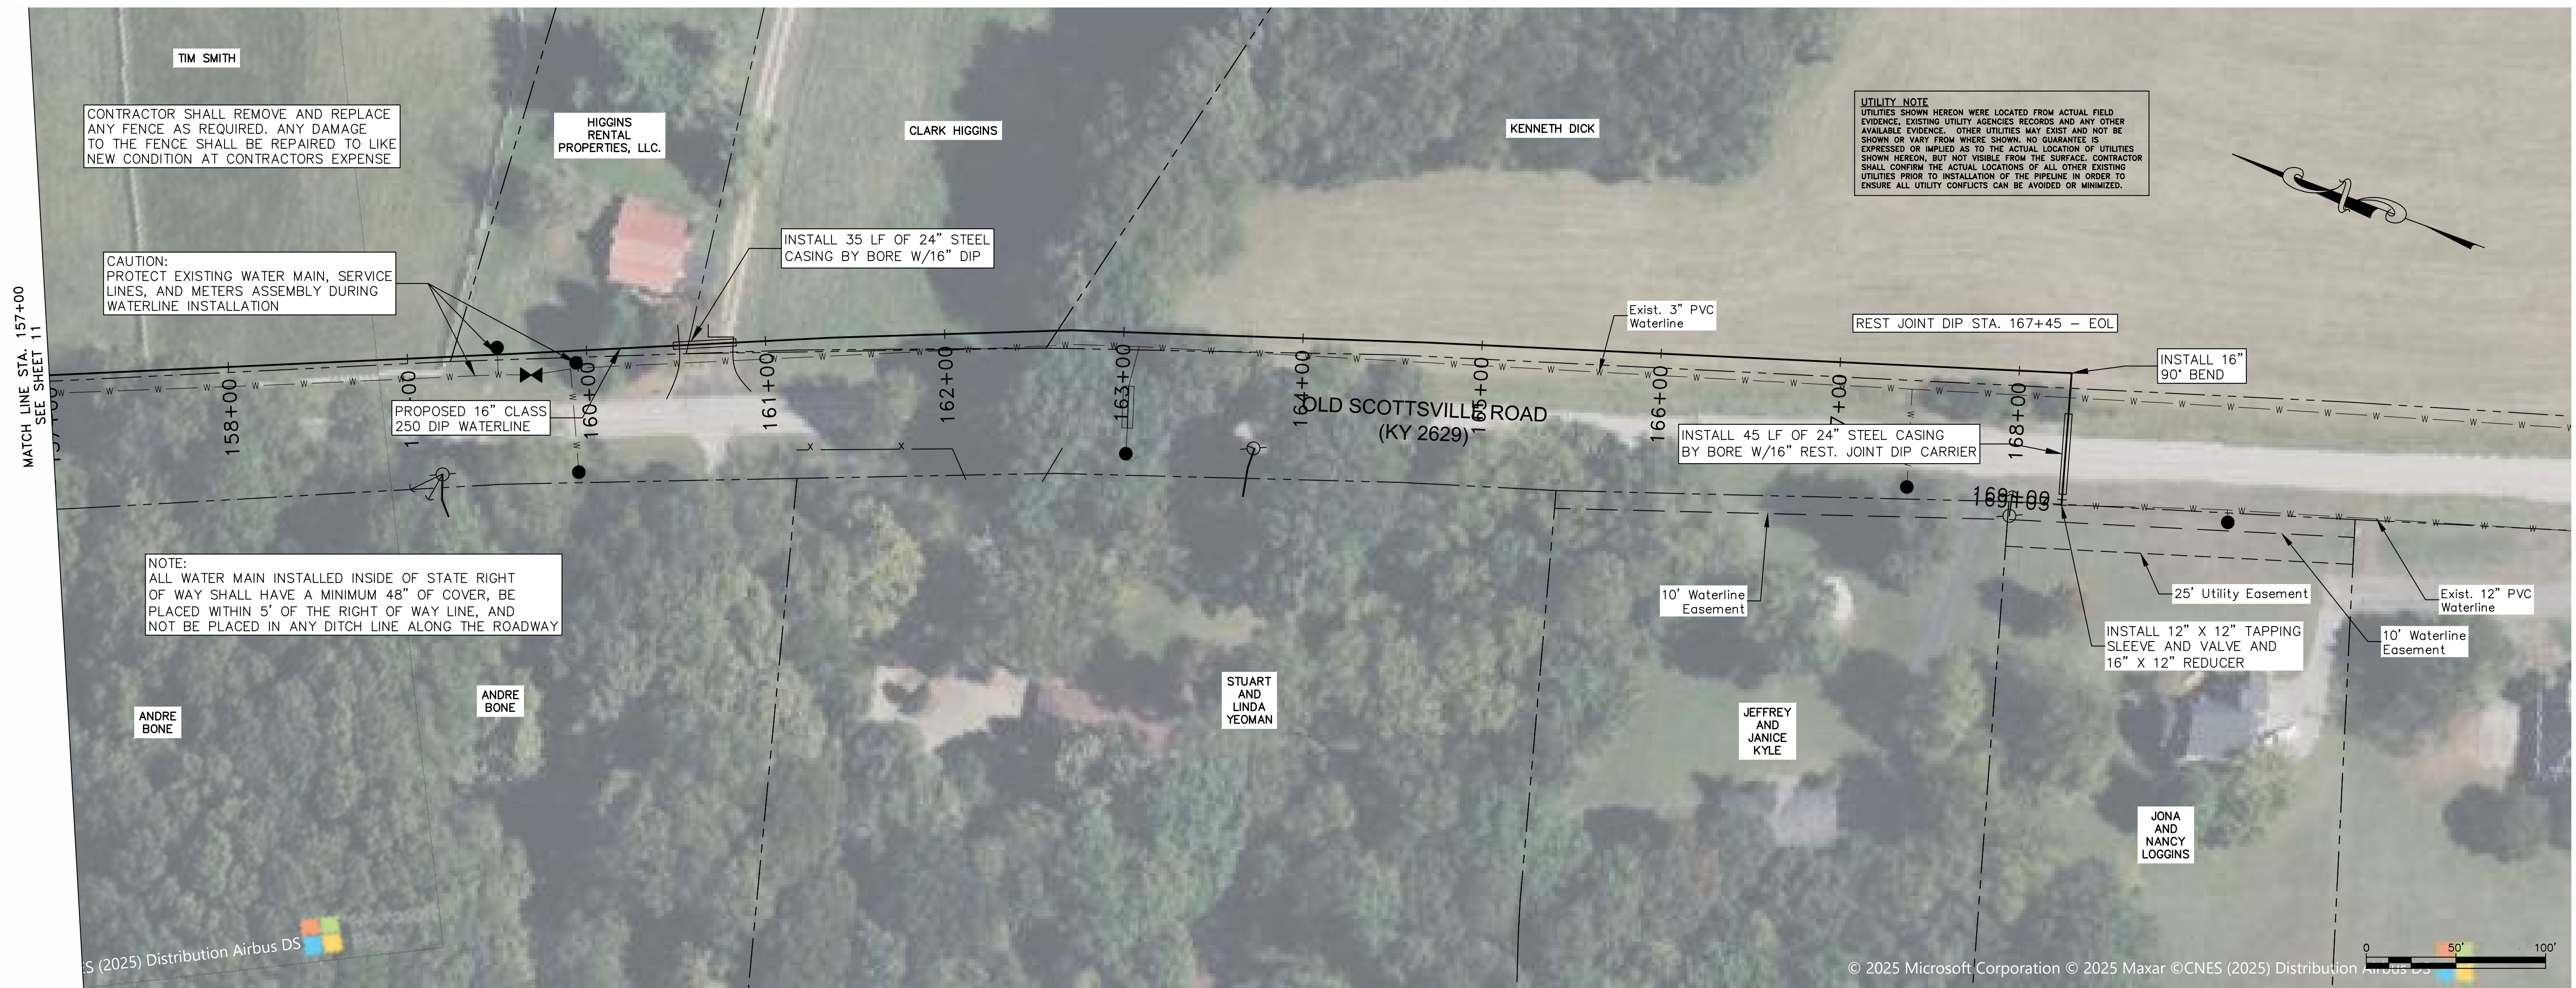 TIM SMITH
CONTRACTOR SHALL REMOVE AND REPLACE
ANY FENCE AS REQUIRED. ANY DAMAGE
TO THE FENCE SHALL BE REPAIRED TO LIKE
NEW CONDITION AT CONTRACTORS EXPENSE
HIGGINS
RENTAL
PROPERTIES, LLC.
CLARK HIGGINS
KENNETH DICK
UTILITY NOTE
UTILITIES SHOWN HEREON WERE LOCATED FROM ACTUAL FIELD
EVIDENCE, EXISTING UTILITY AGENCIES RECORDS AND ANY OTHER
AVAILABLE EVIDENCE. OTHER UTILITIES MAY EXIST AND NOT BE
SHOWN OR VARY FROM WHERE SHOWN. NO GUARANTEE IS
EXPRESSED OR IMPLIED AS TO THE ACTUAL LOCATION OF UTILITIES
SHOWN HEREON, BUT NOT VISIBLE FROM THE SURFACE. CONTRACTOR
SHALL CONFIRM THE ACTUAL LOCATIONS OF ALL OTHER EXISTING
UTILITIES PRIOR TO INSTALLATION OF THE PIPELINE IN ORDER TO
ENSURE ALL UTILITY CONFLICTS CAN BE AVOIDED OR MINIMIZED.
INSTALL 35 LF OF 24" STEEL
CASING BY BORE W/16" DIP
CAUTION:
PROTECT EXISTING WATER MAIN, SERVICE
LINES, AND METERS ASSEMBLY DURING
WATERLINE INSTALLATION
MATCH LINE STA. 157+00
SEE SHEET 11
Exist. 3" PVC
Waterline
REST JOINT DIP STA. 167+45 – EOL
INSTALL 16"
90° BEND
158+00
160+00
161+00
162+00
163+00
164+00
165+00
166+00
7+00
168+00
PROPOSED 16" CLASS
250 DIP WATERLINE
OLD SCOTTSVILLE ROAD
(KY 2629)
INSTALL 45 LF OF 24" STEEL CASING
BY BORE W/16" REST. JOINT DIP CARRIER
NOTE:
ALL WATER MAIN INSTALLED INSIDE OF STATE RIGHT
OF WAY SHALL HAVE A MINIMUM 48" OF COVER, BE
PLACED WITHIN 5' OF THE RIGHT OF WAY LINE, AND
NOT BE PLACED IN ANY DITCH LINE ALONG THE ROADWAY
10' Waterline
Easement
25' Utility Easement
Exist. 12" PVC
Waterline
INSTALL 12" X 12" TAPPING
SLEEVE AND VALVE AND
16" X 12" REDUCER
10' Waterline
Easement
ANDRE
BONE
ANDRE
BONE
STUART
AND
LINDA
YEOMAN
JEFFREY
AND
JANICE
KYLE
JONA
AND
NANCY
LOGGINS
ES (2025) Distribution Airbus DS
0 50' 100'
© 2025 Microsoft Corporation © 2025 Maxar ©CNES (2025) Distribution Airbus DS